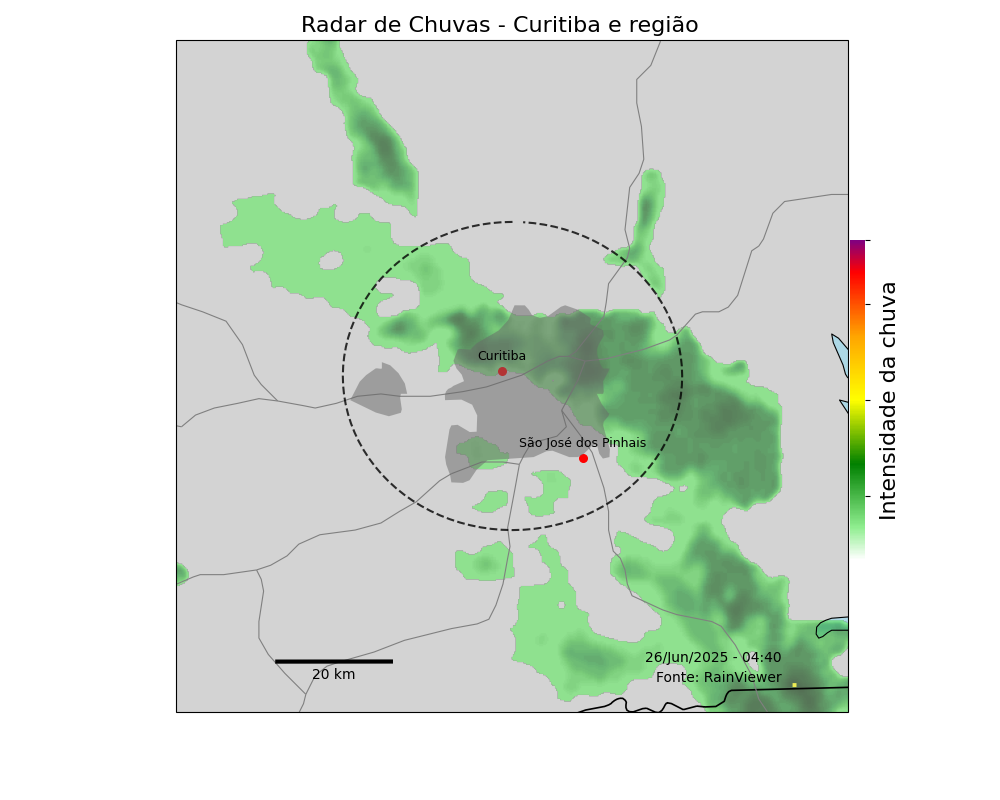 Radar de Chuvas - Curitiba e região
Curitiba
São José dos Pinhais
Intensidade da chuva
26/Jun/2025 - 04:40
Fonte: RainViewer
20 km